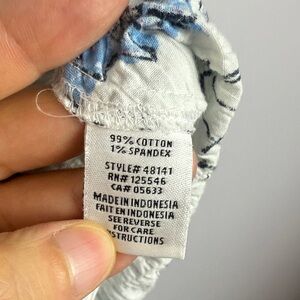 99% COTTON
1% SPANDEX
STYLE# 48141
RN# 125546
CA# 05633
MADE IN INDONESIA
FAIT EN INDONESIA
SEE REVERSE
FOR CARE
INSTRUCTIONS